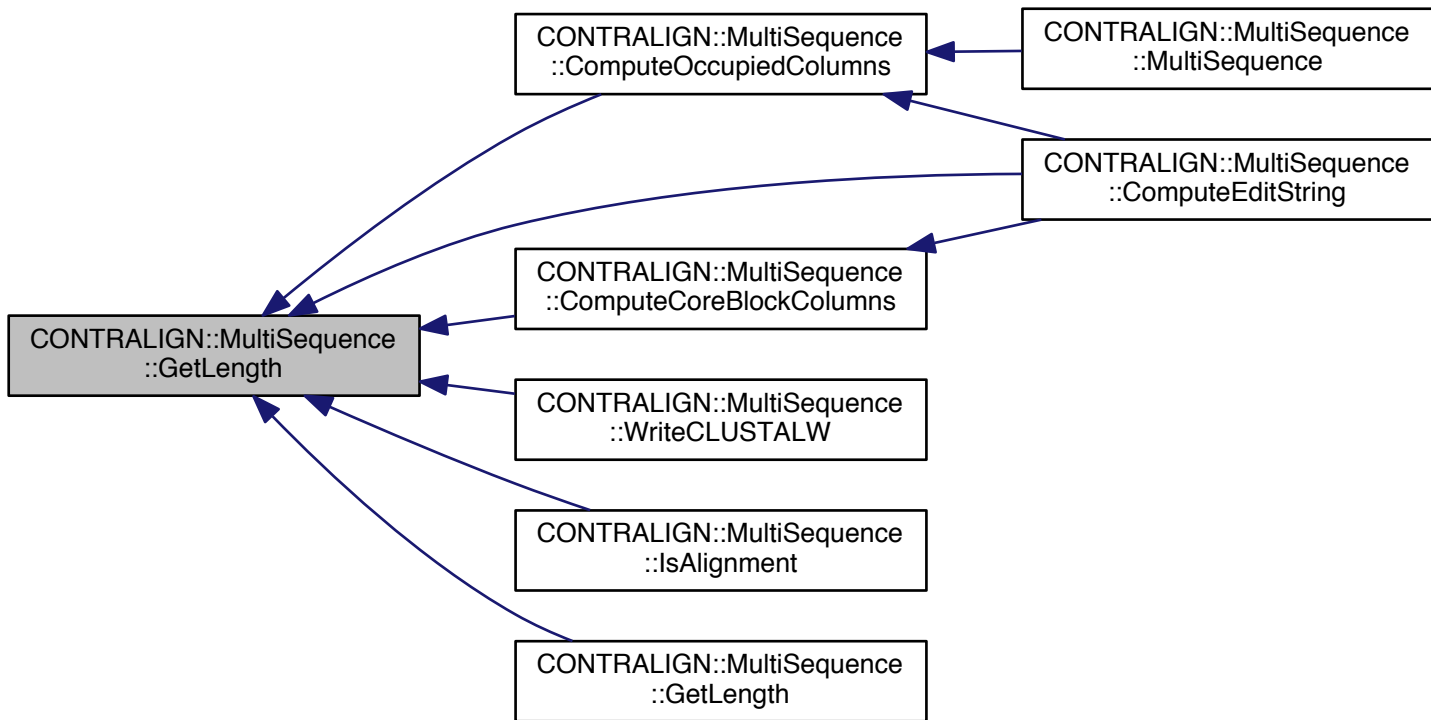 CONTRALIGN::MultiSequence
::ComputeOccupiedColumns
CONTRALIGN::MultiSequence
::MultiSequence
CONTRALIGN::MultiSequence
::ComputeEditString
CONTRALIGN::MultiSequence
::ComputeCoreBlockColumns
CONTRALIGN::MultiSequence
::GetLength
CONTRALIGN::MultiSequence
::WriteCLUSTALW
CONTRALIGN::MultiSequence
::IsAlignment
CONTRALIGN::MultiSequence
::GetLength